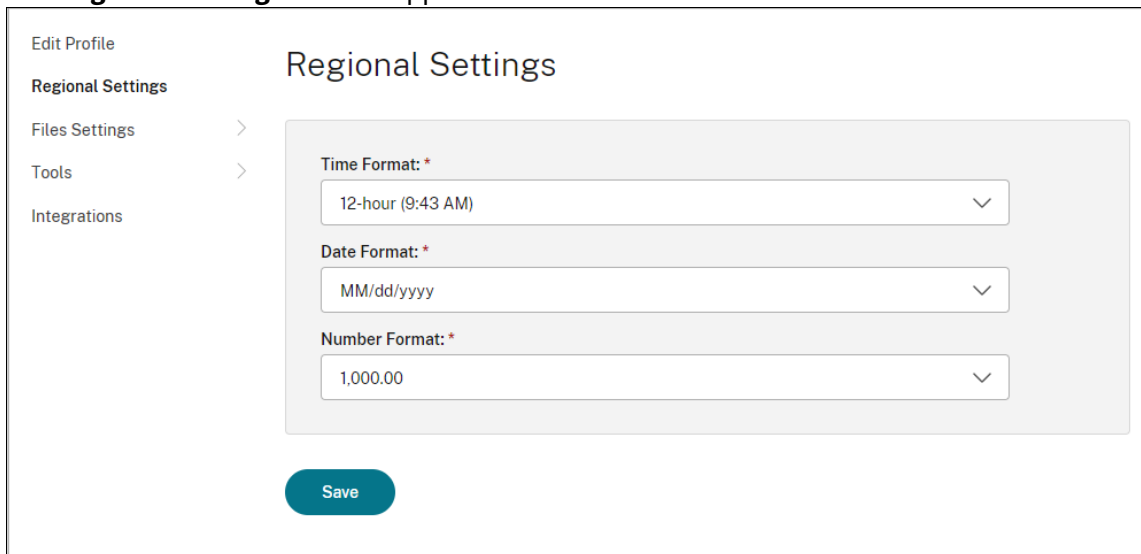 Edit Profile
Regional Settings
Files Settings
Tools
Integrations
Regional Settings
Time Format: *
12-hour (9:43 AM)
Date Format: *
MM/dd/yyyy
Number Format: *
1,000.00
Save